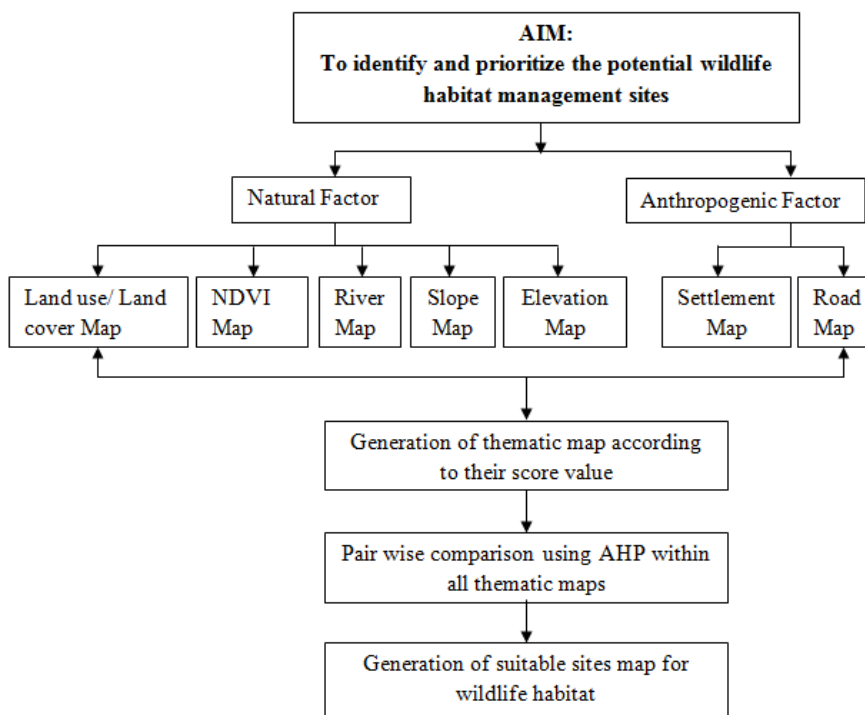 AIM:
To identify and prioritize the potential wildlife
habitat management sites
Natural Factor
Anthropogenic Factor
Land use/ Land
cover Map
NDVI
Map
River
Map
Slope
Map
Elevation
Map
Settlement
Map
Road
Map
Generation of thematic map according
to their score value
Pair wise comparison using AHP within
all thematic maps
Generation of suitable sites map for
wildlife habitat